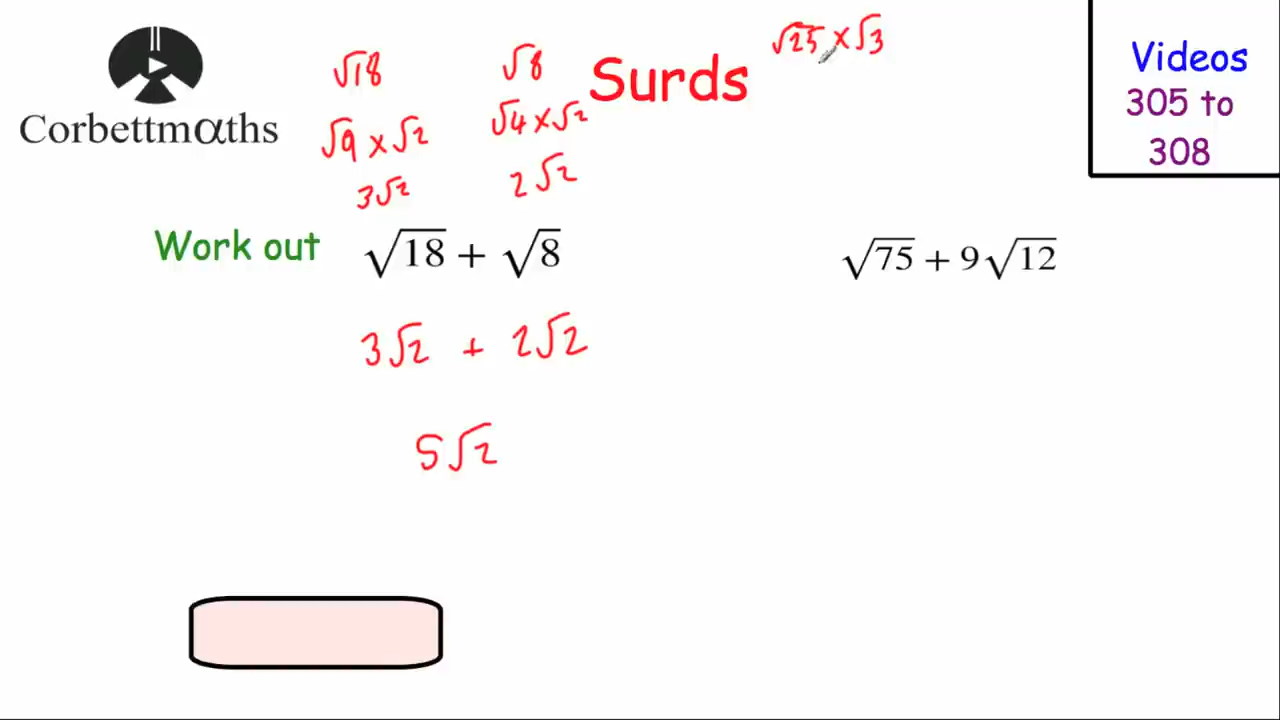 √25 × √3
√18 √8
Surds
Videos
305 to
308
Corbettmαths
√9 × √2 √4 × √2
3√2 2√2
Work out √18 + √8
√75 + 9√12
3√2 + 2√2
5√2